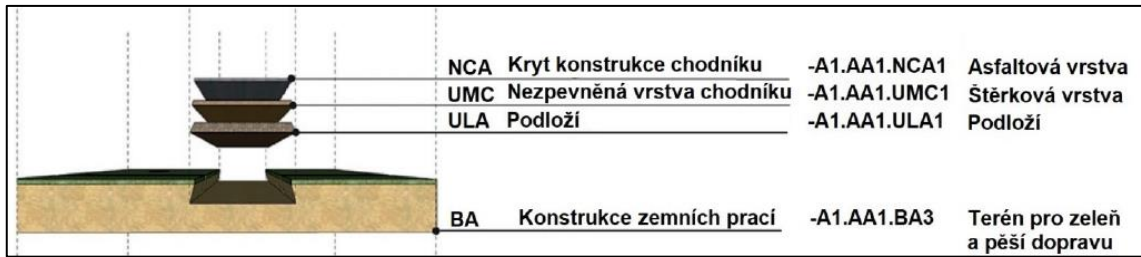 NCA Kryt konstrukce chodníku -A1.AA1.NCA1 Asfaltová vrstva
UMC Nezpevněná vrstva chodníku -A1.AA1.UMC1 Štěrková vrstva
ULA Podloží -A1.AA1.ULA1 Podloží
BA Konstrukce zemních prací -A1.AA1.BA3 Terén pro zeleň
a pěší dopravu